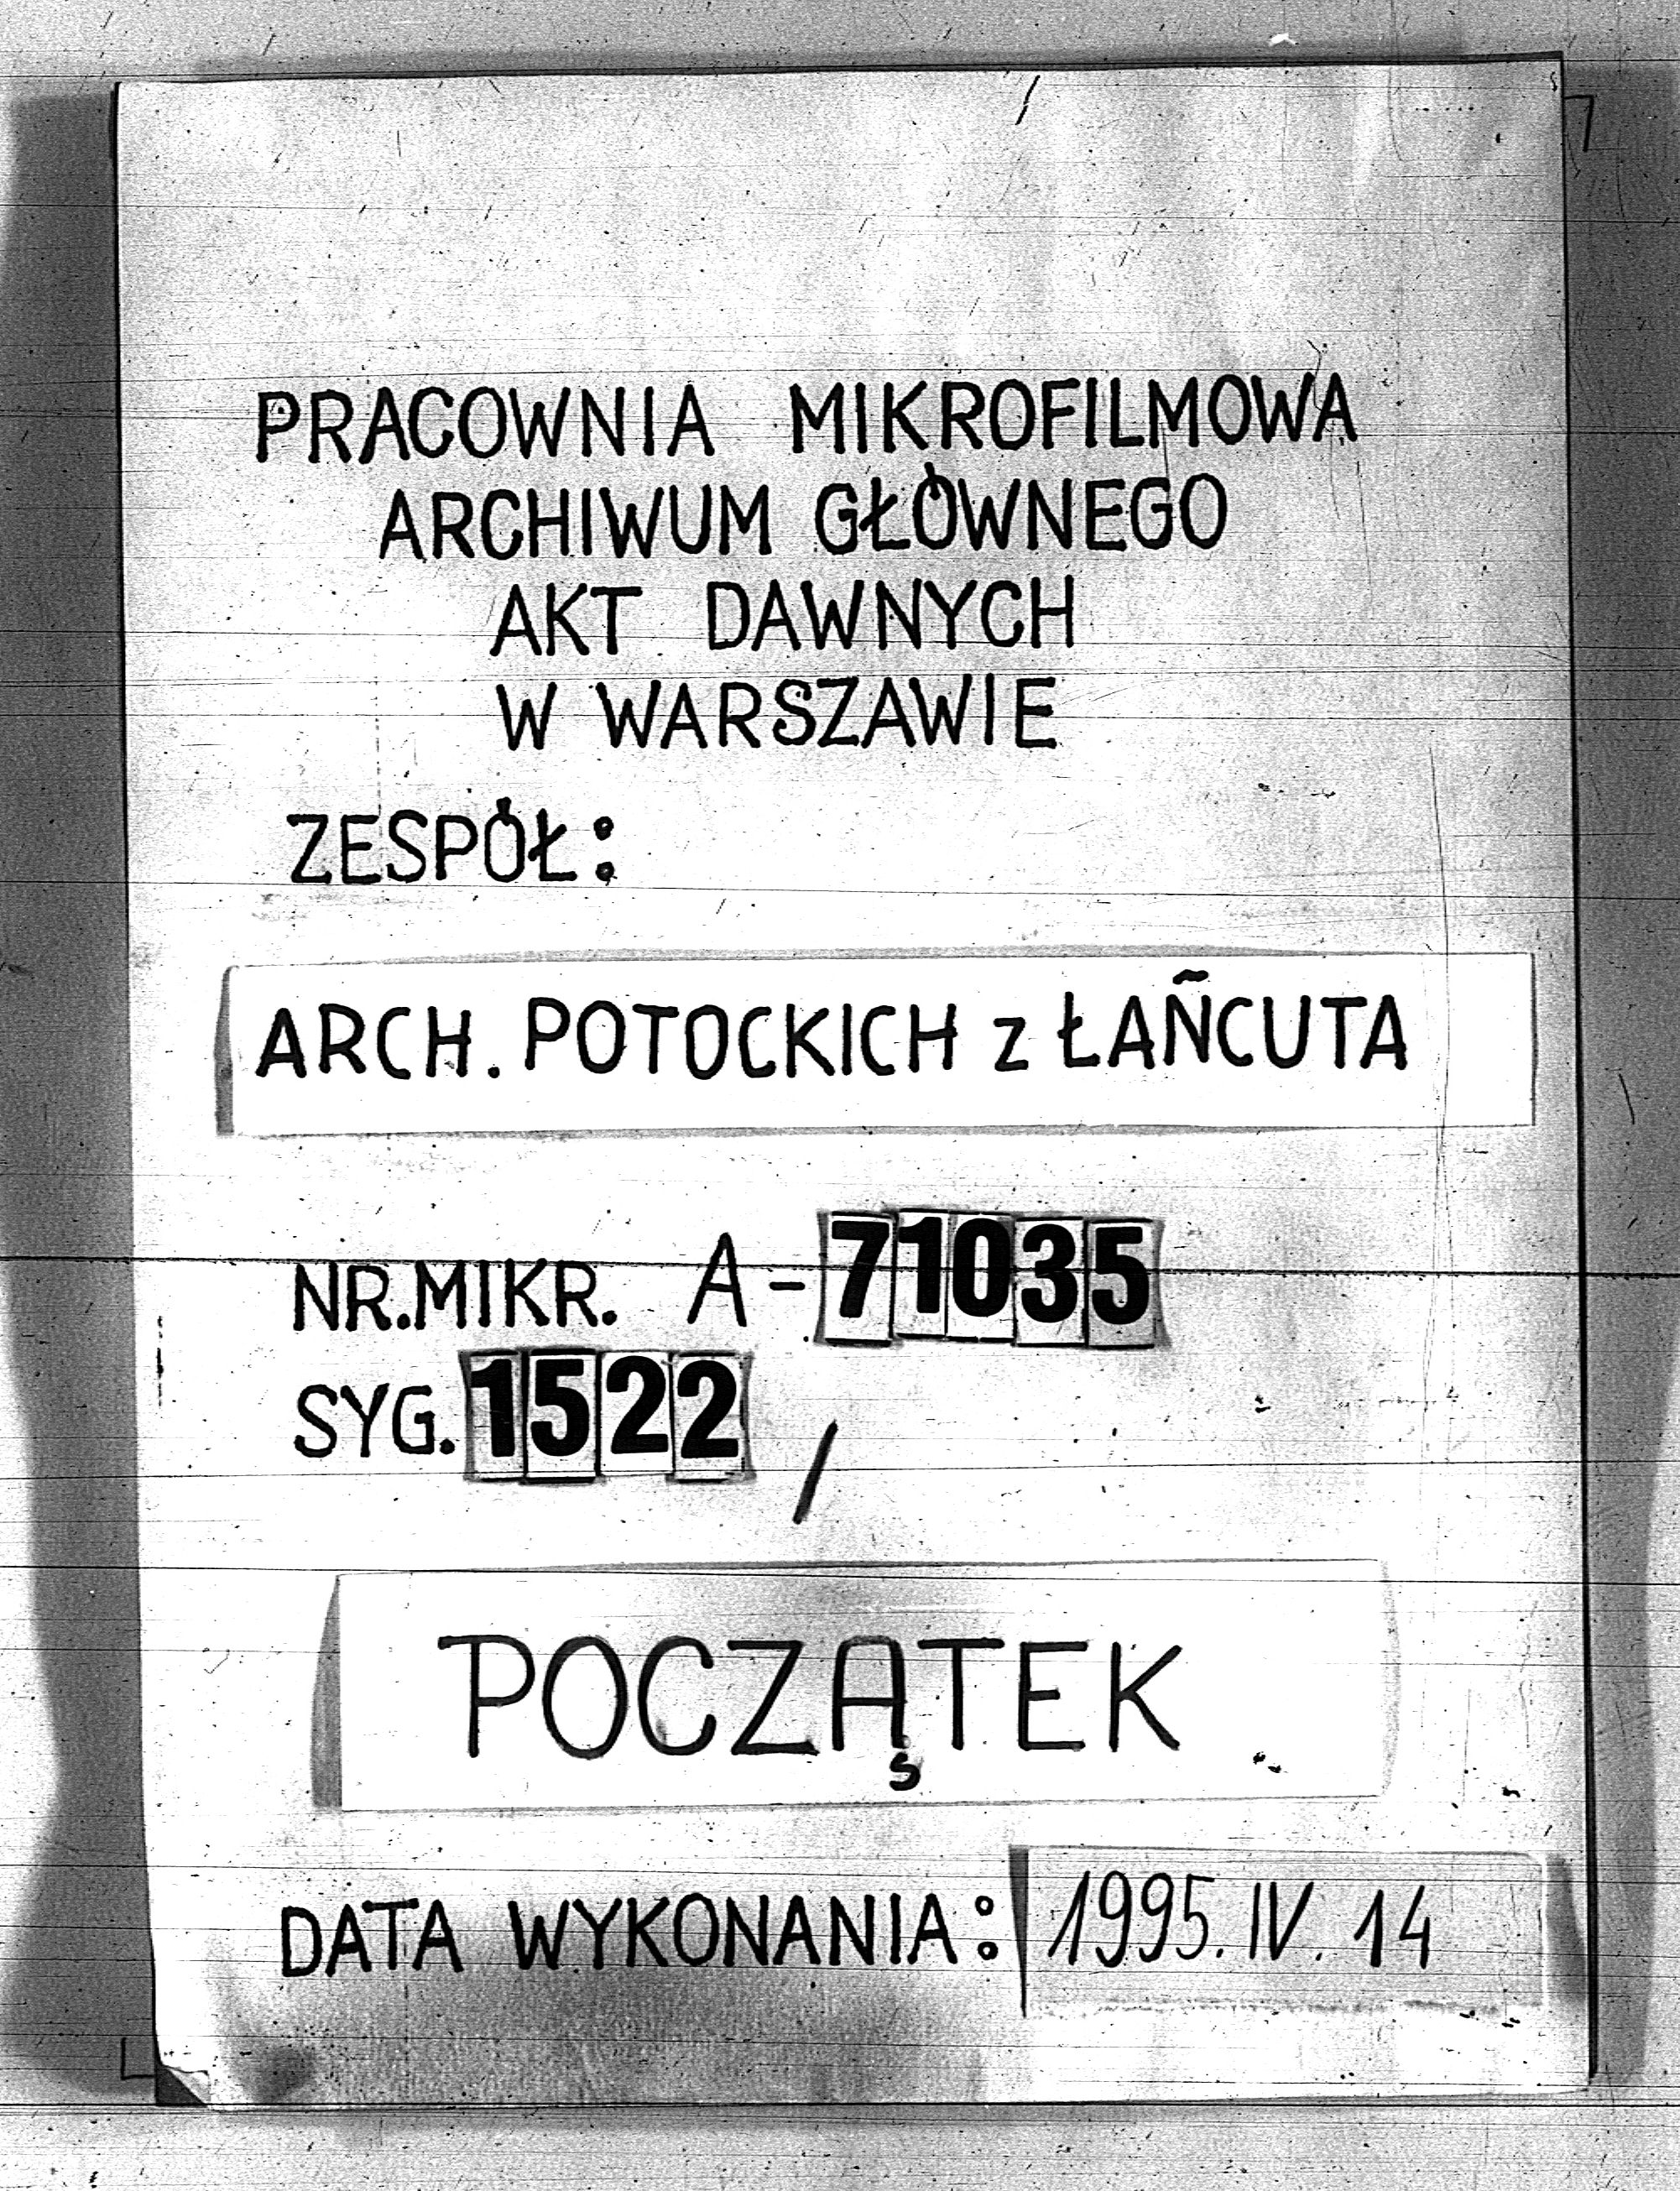 PRACOWNIA MIKROFILMOWA
ARCHIWUM GŁÓWNEGO
AKT DAWNYCH
W WARSZAWIE
ZESPÓŁ:
ARCH. POTOCKICH z ŁAŃCUTA
NR.MIKR. A-71035
SYG. 1522 /
POCZĄTEK
DATA WYKONANIA: 1995.IV.14